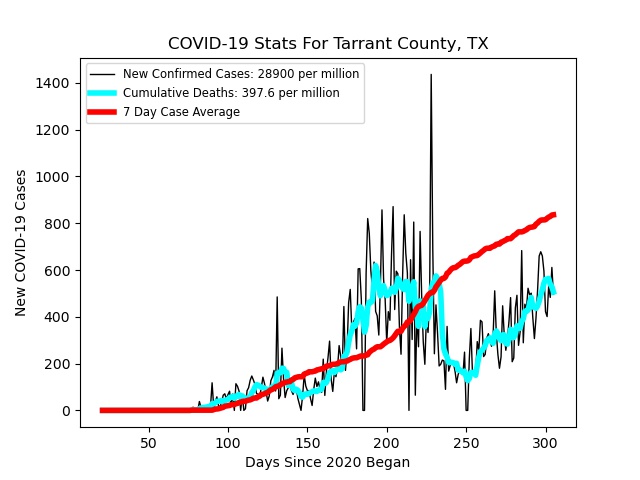 COVID-19 Stats For Tarrant County, TX
New Confirmed Cases: 28900 per million
Cumulative Deaths: 397.6 per million
7 Day Case Average
New COVID-19 Cases
1400
1200
1000
800
600
400
200
0
50 100 150 200 250 300
Days Since 2020 Began